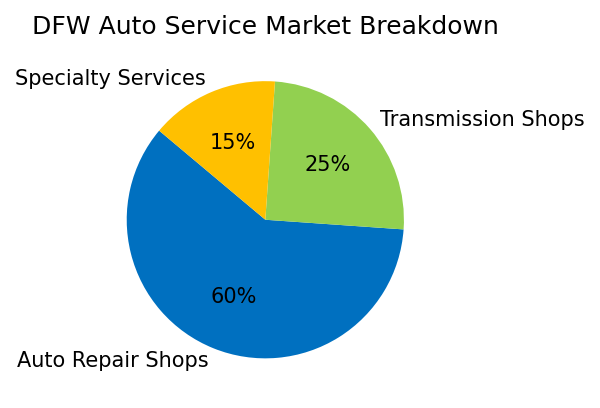 DFW Auto Service Market Breakdown
Specialty Services
Transmission Shops
15%
25%
60%
Auto Repair Shops